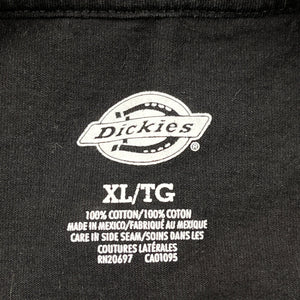 Dickies®
XL/TG
100% COTTON/100% COTON
MADE IN MEXICO/FABRIQUÉ AU MEXIQUE
CARE IN SIDE SEAM/SOINS DANS LES
COUTURES LATÉRALES
RN20697 CA01095